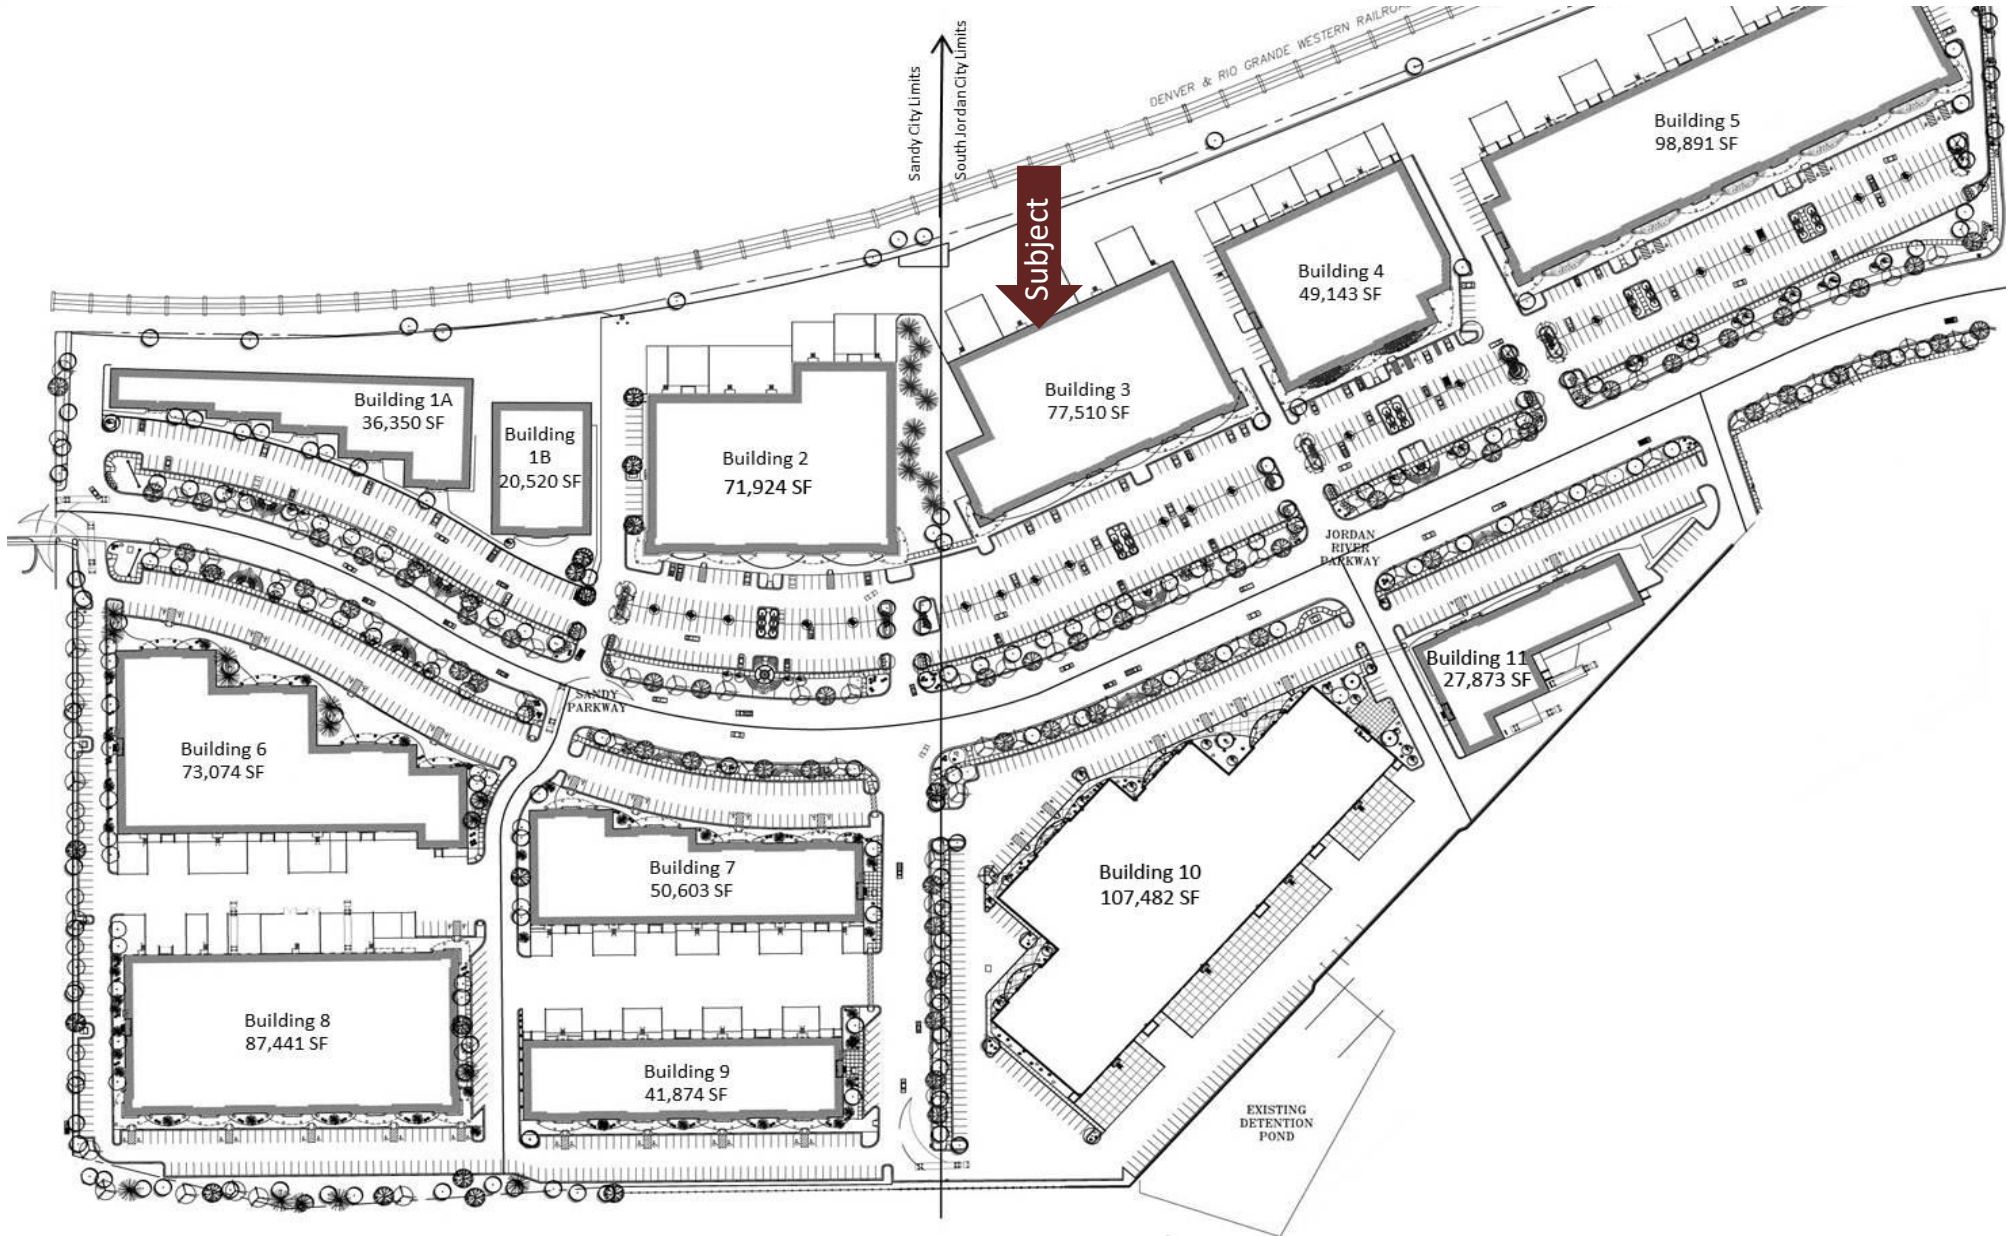 DENVER & RIO GRANDE WESTERN
Sandy City Limits
South Jordan City Limits
Subject
Building 5
98,891 SF
Building 4
49,143 SF
Building 3
77,510 SF
Building 1A
36,350 SF
Building
1B
20,520 SF
Building 2
71,924 SF
JORDAN
RIVER
PARKWAY
Building 11
27,873 SF
SANDY
PARKWAY
Building 6
73,074 SF
Building 7
50,603 SF
Building 10
107,482 SF
Building 8
87,441 SF
Building 9
41,874 SF
EXISTING
DETENTION
POND